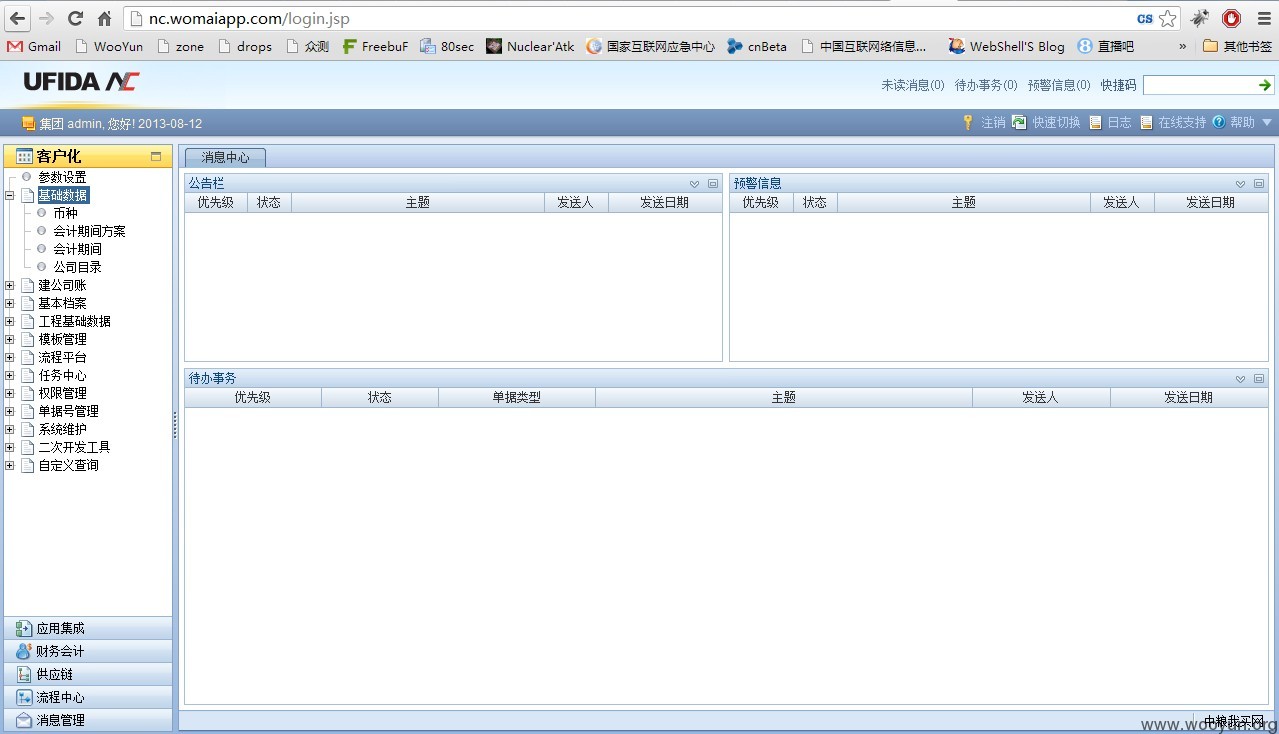 nc.womaiapp.com/login.jsp
Gmail WooYun zone drops 众测 FreebuF 80sec Nuclear'Atk 国家互联网应急中心 cnBeta 中国互联网络信息... WebShell'S Blog 直播吧 » 其他书签
UFIDA NC
未读消息(0) 待办事务(0) 预警信息(0) 快捷码
集团 admin, 您好! 2013-08-12
注销 快速切换 日志 在线支持 帮助
客户化
参数设置
基础数据
币种
会计期间方案
会计期间
公司目录
建公司账
基本档案
工程基础数据
模板管理
流程平台
任务中心
权限管理
单据号管理
系统维护
二次开发工具
自定义查询
应用集成
财务会计
供应链
流程中心
消息管理
消息中心
公告栏
优先级 状态 主题 发送人 发送日期
预警信息
优先级 状态 主题 发送人 发送日期
待办事务
优先级 状态 单据类型 主题 发送人 发送日期
中粮我买网
www.wooyun.org